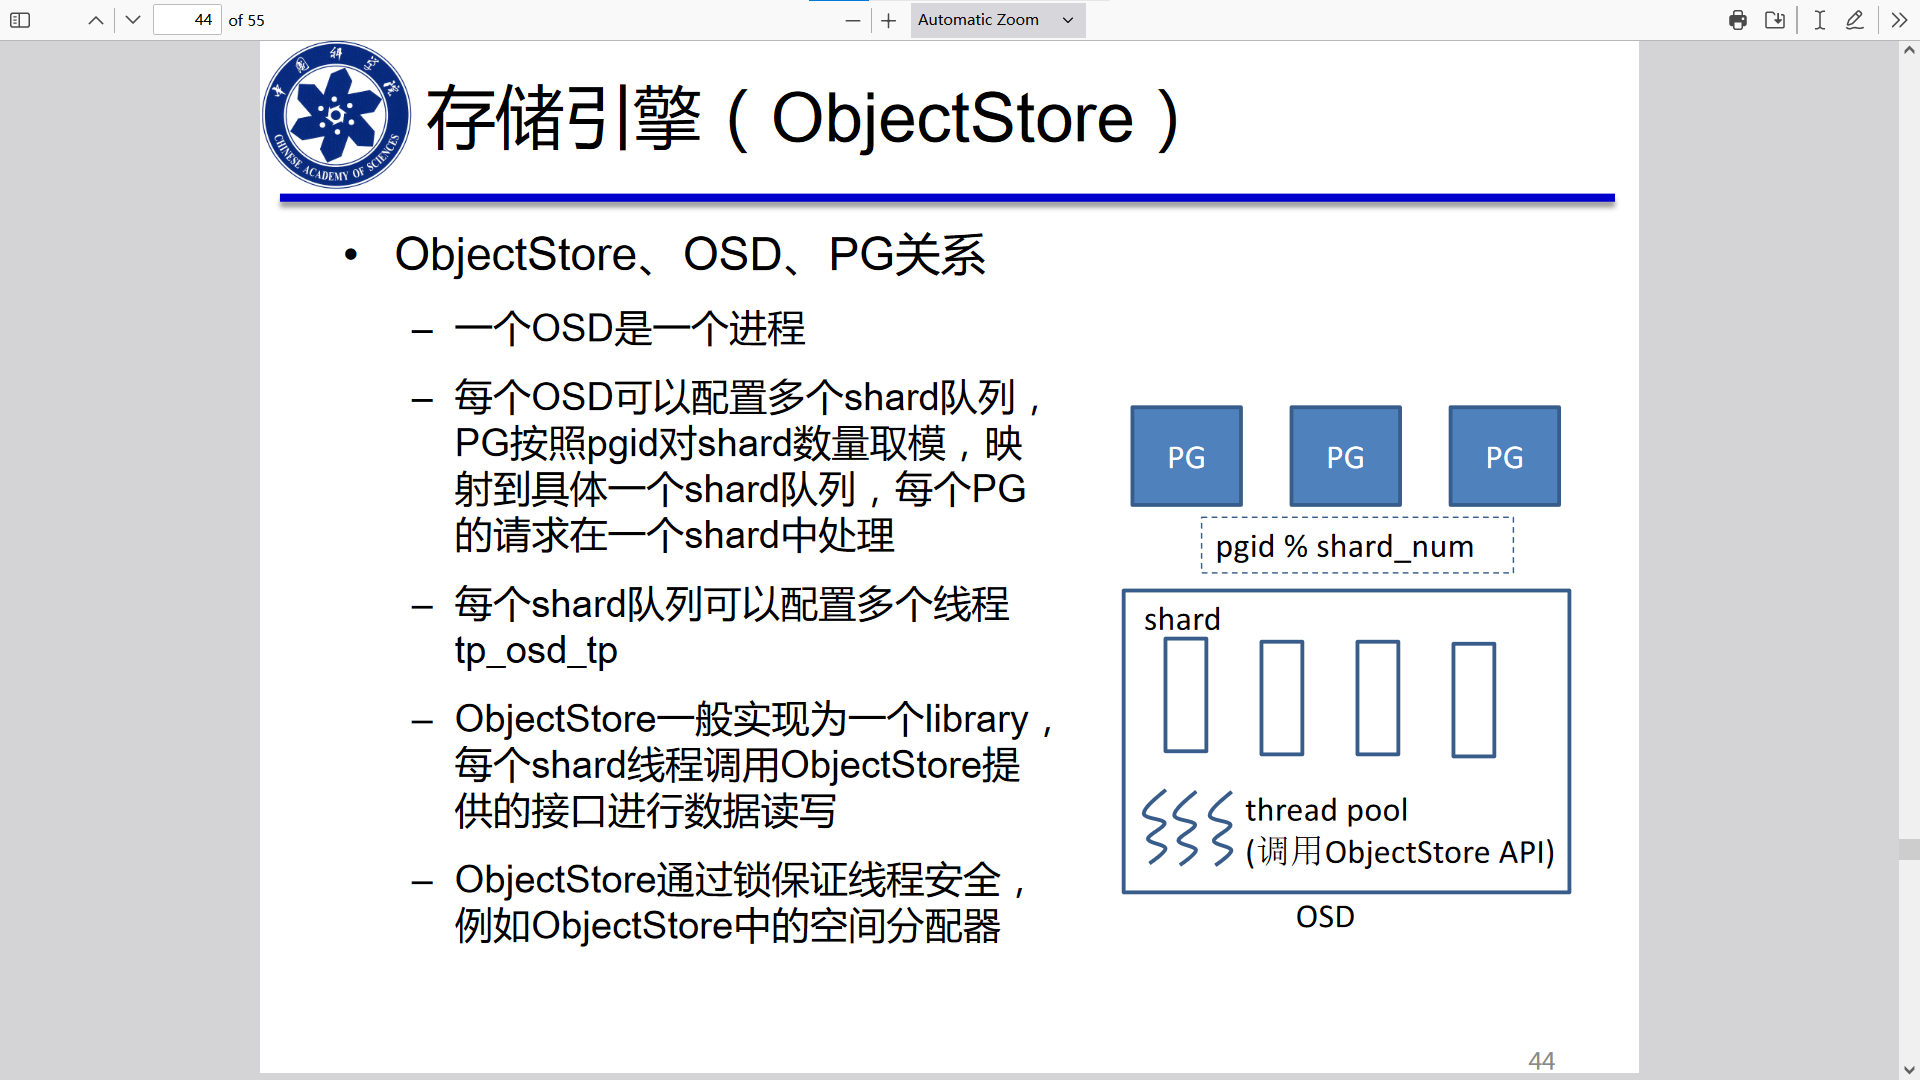 44 of 55
Automatic Zoom
中国科学院
CHINESE ACADEMY OF SCIENCES
存储引擎（ObjectStore）
• ObjectStore、OSD、PG关系
– 一个OSD是一个进程
– 每个OSD可以配置多个shard队列，
PG按照pgid对shard数量取模，映
射到具体一个shard队列，每个PG
的请求在一个shard中处理
– 每个shard队列可以配置多个线程
tp_osd_tp
– ObjectStore一般实现为一个library，
每个shard线程调用ObjectStore提
供的接口进行数据读写
– ObjectStore通过锁保证线程安全，
例如ObjectStore中的空间分配器
PG PG PG
pgid % shard_num
shard
thread pool
(调用ObjectStore API)
OSD
44